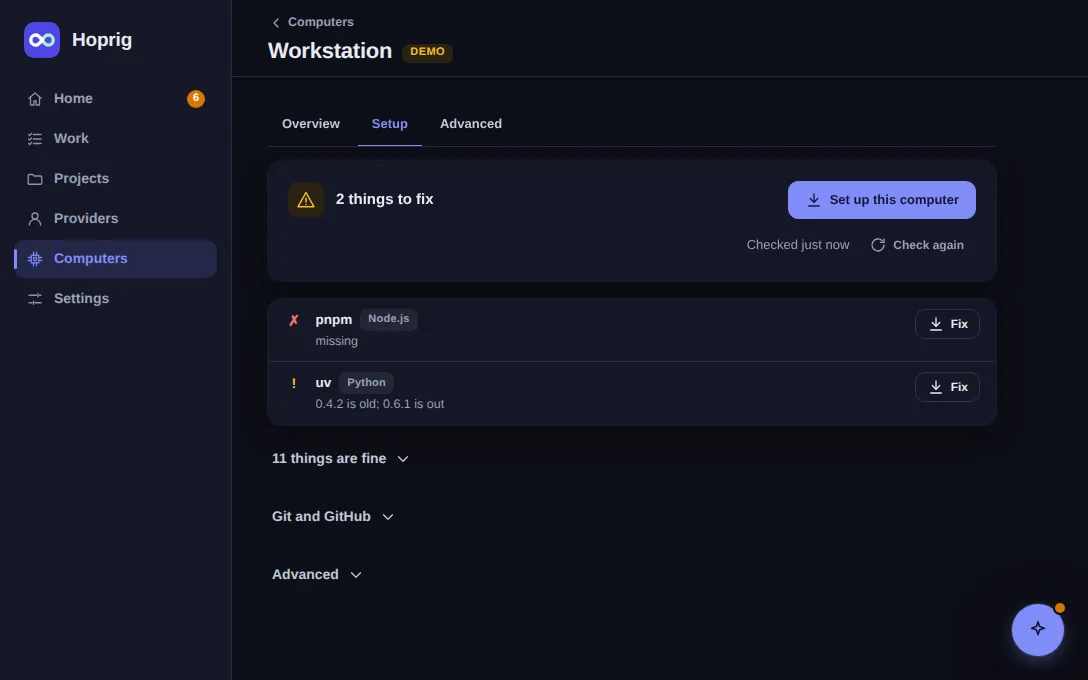 Hoprig
Home
6
Work
Projects
Providers
Computers
Settings
Computers
Workstation
DEMO
Overview
Setup
Advanced
2 things to fix
Set up this computer
Checked just now
Check again
✗ pnpm Node.js
missing
Fix
! uv Python
0.4.2 is old; 0.6.1 is out
Fix
11 things are fine
Git and GitHub
Advanced